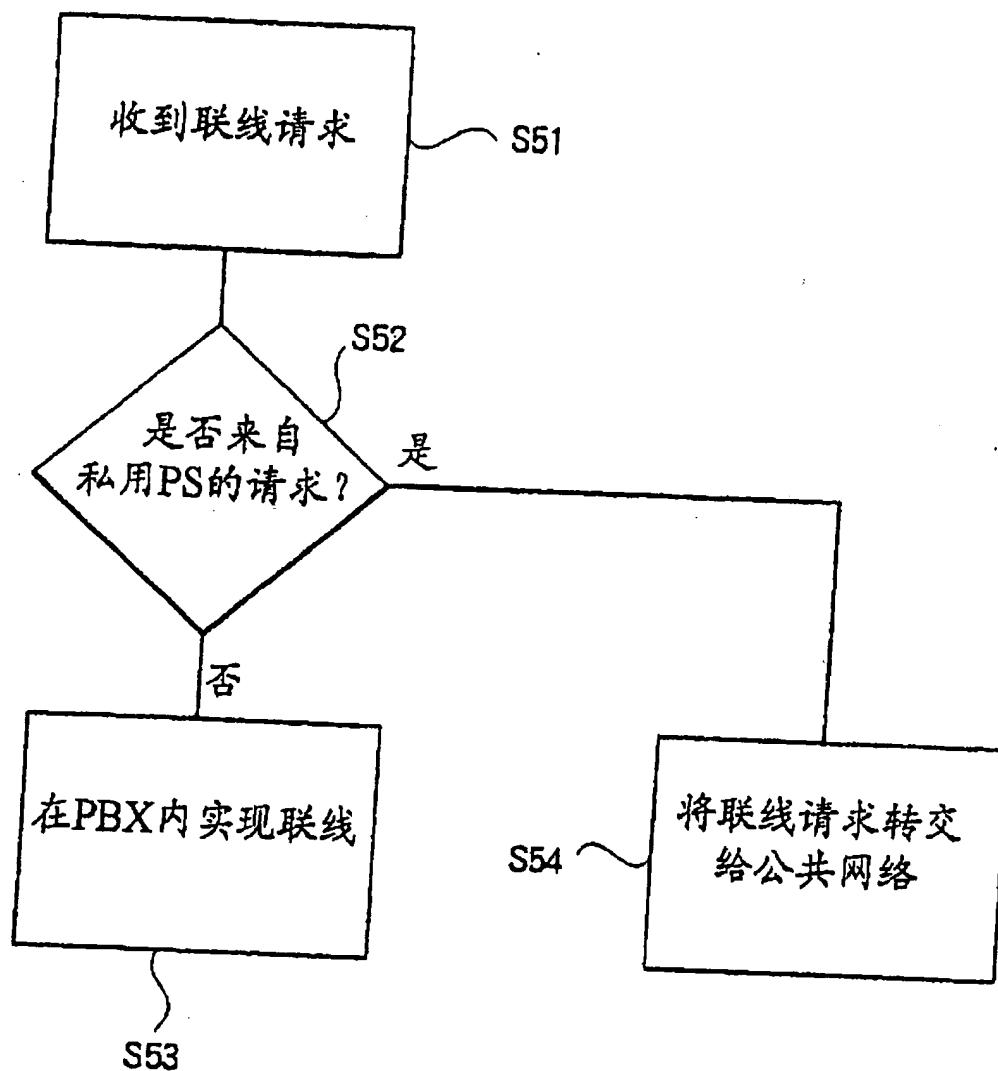 收到联线请求
S51
S52
是否来自
私用PS的请求？
是
否
在PBX内实现联线
S53
将联线请求转交
给公共网络
S54